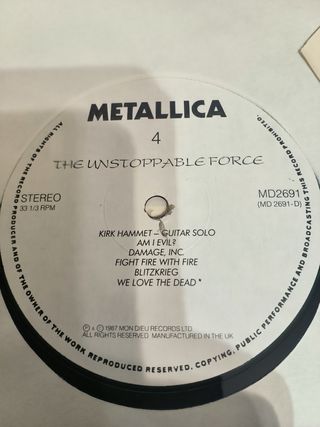 METALLICA
4
THE UNSTOPPABLE FORCE
STEREO
33 1/3 RPM
MD2691
(MD 2691-D)
KIRK HAMMET – GUITAR SOLO
AM I EVIL?
DAMAGE, INC.
FIGHT FIRE WITH FIRE
BLITZKRIEG
WE LOVE THE DEAD *
℗ & © 1987 MON DIEU RECORDS LTD
ALL RIGHTS RESERVED MANUFACTURED IN THE UK
ALL RIGHTS OF THE RECORD PRODUCER AND OF THE OWNER OF THE WORK REPRODUCED RESERVED. COPYING, PUBLIC PERFORMANCE AND BROADCASTING THIS RECORD PROHIBITED.